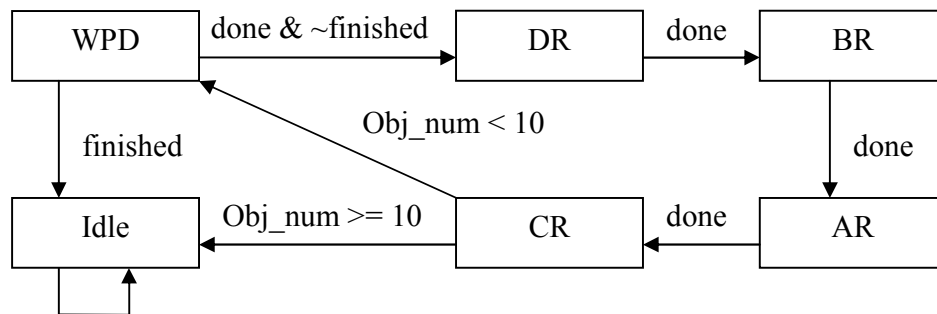 WPD
done & ~finished
DR
done
BR
Obj_num < 10
finished
done
Idle
Obj_num >= 10
CR
done
AR